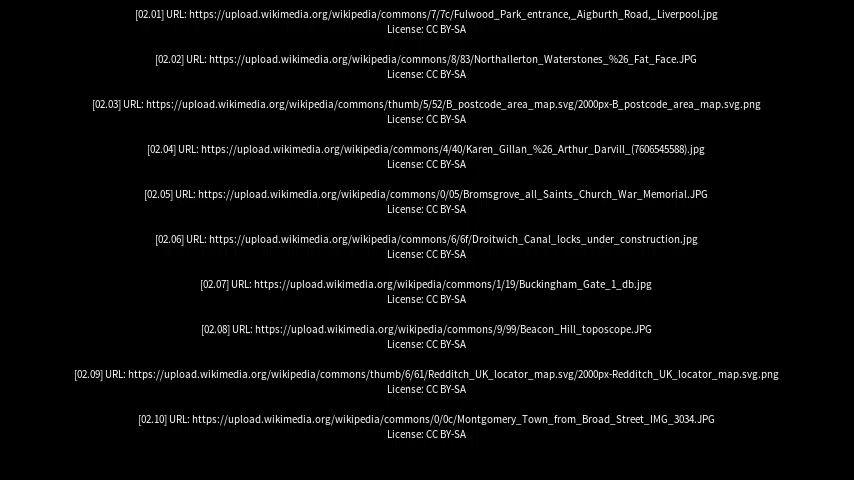 [02.01] URL: https://upload.wikimedia.org/wikipedia/commons/7/7c/Fulwood_Park_entrance,_Aigburth_Road,_Liverpool.jpg
License: CC BY-SA
[02.02] URL: https://upload.wikimedia.org/wikipedia/commons/8/83/Northallerton_Waterstones_%26_Fat_Face.JPG
License: CC BY-SA
[02.03] URL: https://upload.wikimedia.org/wikipedia/commons/thumb/5/52/B_postcode_area_map.svg/2000px-B_postcode_area_map.svg.png
License: CC BY-SA
[02.04] URL: https://upload.wikimedia.org/wikipedia/commons/4/40/Karen_Gillan_%26_Arthur_Darvill_(7606545588).jpg
License: CC BY-SA
[02.05] URL: https://upload.wikimedia.org/wikipedia/commons/0/05/Bromsgrove_all_Saints_Church_War_Memorial.JPG
License: CC BY-SA
[02.06] URL: https://upload.wikimedia.org/wikipedia/commons/6/6f/Droitwich_Canal_locks_under_construction.jpg
License: CC BY-SA
[02.07] URL: https://upload.wikimedia.org/wikipedia/commons/1/19/Buckingham_Gate_1_db.jpg
License: CC BY-SA
[02.08] URL: https://upload.wikimedia.org/wikipedia/commons/9/99/Beacon_Hill_toposcope.JPG
License: CC BY-SA
[02.09] URL: https://upload.wikimedia.org/wikipedia/commons/thumb/6/61/Redditch_UK_locator_map.svg/2000px-Redditch_UK_locator_map.svg.png
License: CC BY-SA
[02.10] URL: https://upload.wikimedia.org/wikipedia/commons/0/0c/Montgomery_Town_from_Broad_Street_IMG_3034.JPG
License: CC BY-SA